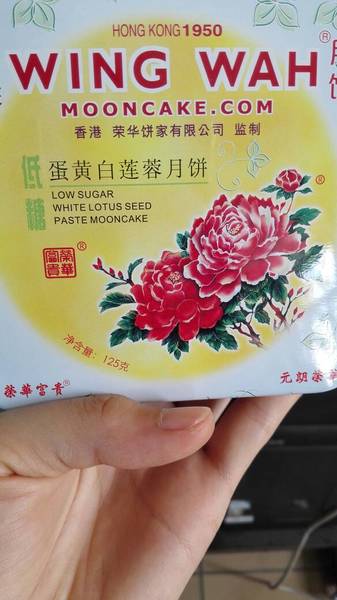 HONG KONG 1950
WING WAH®
MOONCAKE.COM
香港 荣华饼家有限公司 监制
低糖
蛋黄白莲蓉月饼
LOW SUGAR
WHITE LOTUS SEED
PASTE MOONCAKE
榮華富貴®
®
净含量: 125克
榮華富貴®
元朗榮華